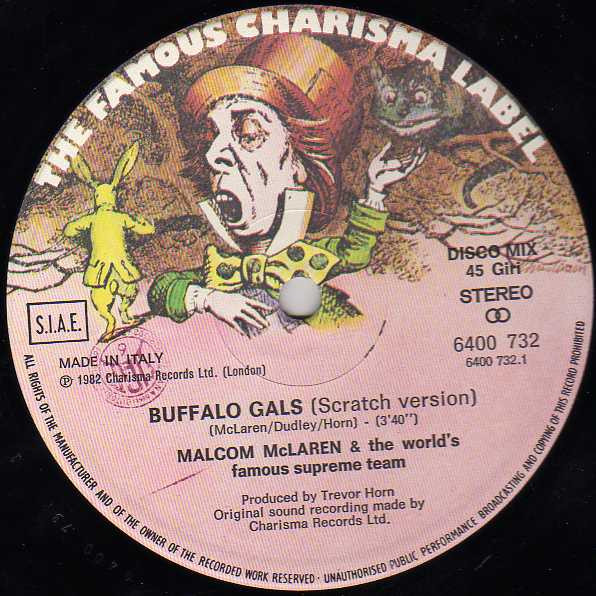 THE FAMOUS CHARISMA LABEL
DISCO MIX
45 GiH
STEREO
S.I.A.E.
6400 732
6400 732.1
MADE IN ITALY
℗ 1982 Charisma Records Ltd. (London)
BUFFALO GALS (Scratch version)
(McLaren/Dudley/Horn) - (3'40'')
MALCOM McLAREN & the world's
famous supreme team
Produced by Trevor Horn
Original sound recording made by
Charisma Records Ltd.
ALL RIGHTS OF THE MANUFACTURER AND OF THE OWNER OF THE RECORDED WORK RESERVED · UNAUTHORISED PUBLIC PERFORMANCE BROADCASTING AND COPYING OF THIS RECORD PROHIBITED